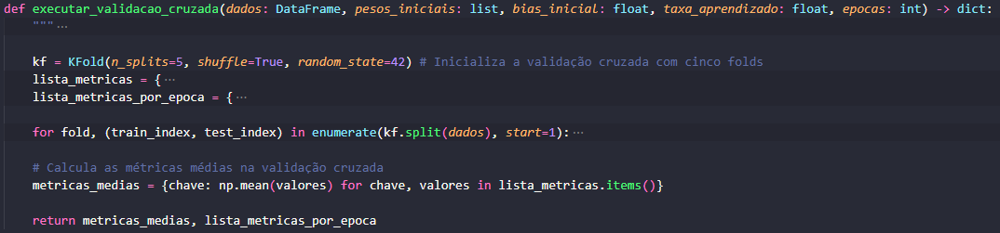 def executar_validacao_cruzada(dados: DataFrame, pesos_iniciais: list, bias_inicial: float, taxa_aprendizado: float, epocas: int) -> dict:
"""…
kf = KFold(n_splits=5, shuffle=True, random_state=42) # Inicializa a validação cruzada com cinco folds
lista_metricas = {…
lista_metricas_por_epoca = {…
for fold, (train_index, test_index) in enumerate(kf.split(dados), start=1):…
# Calcula as métricas médias na validação cruzada
metricas_medias = {chave: np.mean(valores) for chave, valores in lista_metricas.items()}
return metricas_medias, lista_metricas_por_epoca